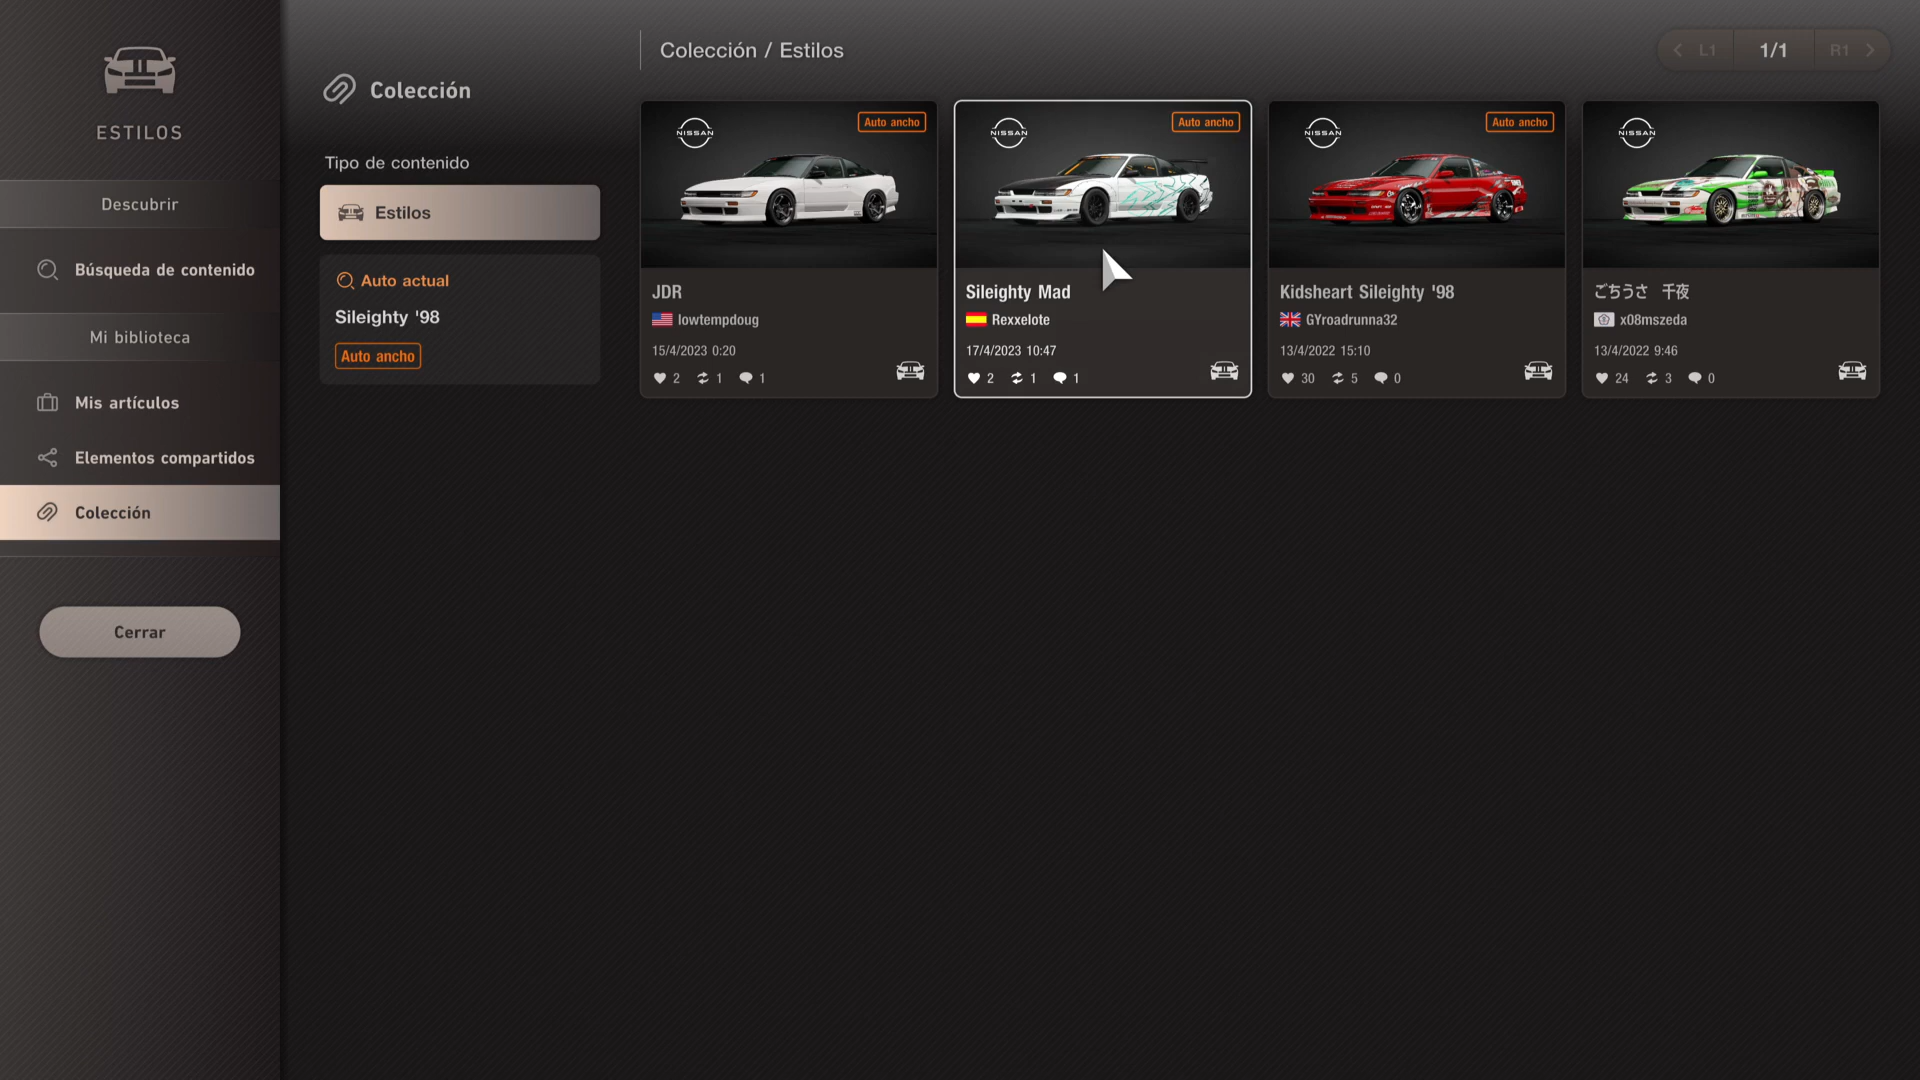 ESTILOS
Descubrir
Búsqueda de contenido
Mi biblioteca
Mis artículos
Elementos compartidos
Colección
Cerrar
Colección
Tipo de contenido
Estilos
Auto actual
Sileighty '98
Auto ancho
Colección / Estilos
L1 1/1 R1
NISSAN
Auto ancho
JDR
lowtempdoug
15/4/2023 0:20
2 1 1
NISSAN
Auto ancho
Sileighty Mad
Rexxelote
17/4/2023 10:47
2 1 1
NISSAN
Auto ancho
Kidsheart Sileighty '98
GYroadrunna32
13/4/2022 15:10
30 5 0
NISSAN
ごちうさ 千夜
x08mszeda
13/4/2022 9:46
24 3 0